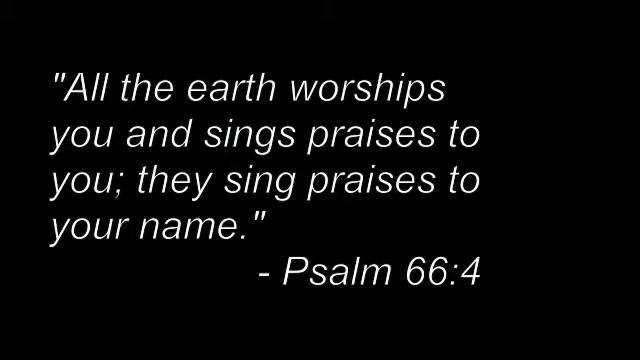 "All the earth worships
you and sings praises to
you; they sing praises to
your name."
- Psalm 66:4